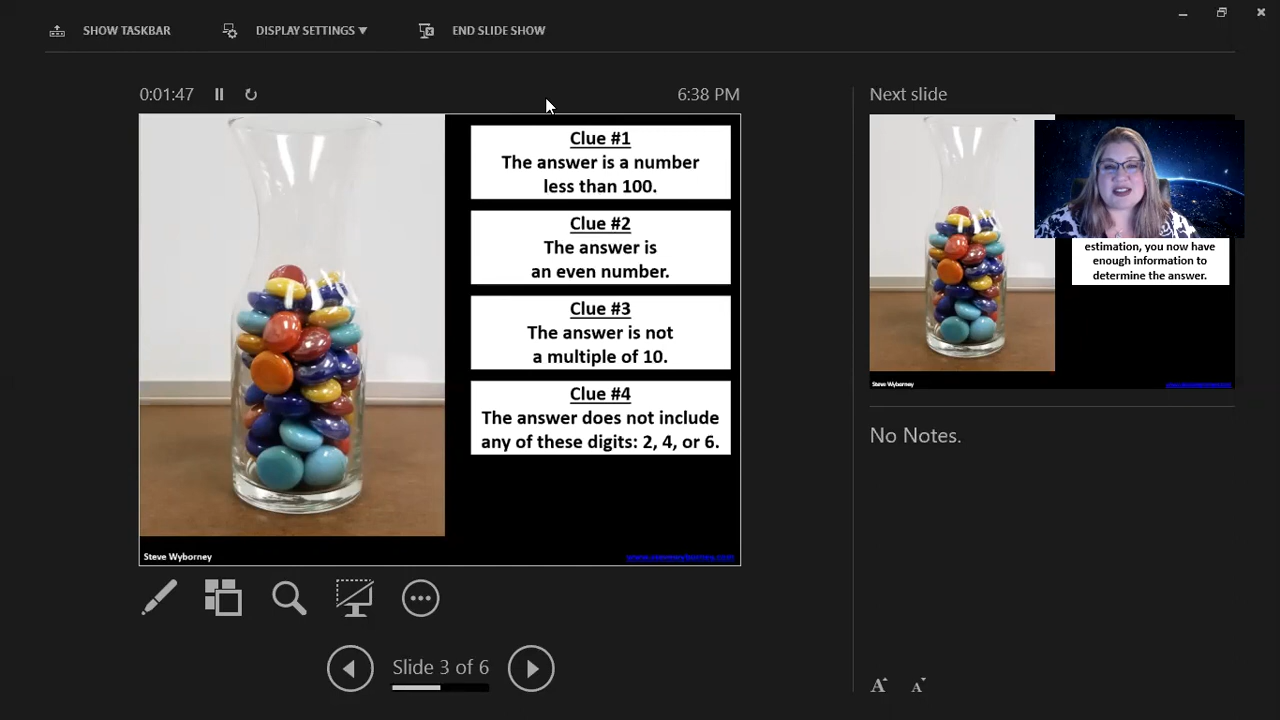 SHOW TASKBAR
DISPLAY SETTINGS
END SLIDE SHOW
0:01:47
6:38 PM
Next slide
Clue #1
The answer is a number
less than 100.
Clue #2
The answer is
an even number.
Clue #3
The answer is not
a multiple of 10.
Clue #4
The answer does not include
any of these digits: 2, 4, or 6.
Steve Wyborney
estimation, you now have
enough information to
determine the answer.
Steve Wyborney
No Notes.
Slide 3 of 6
A
A